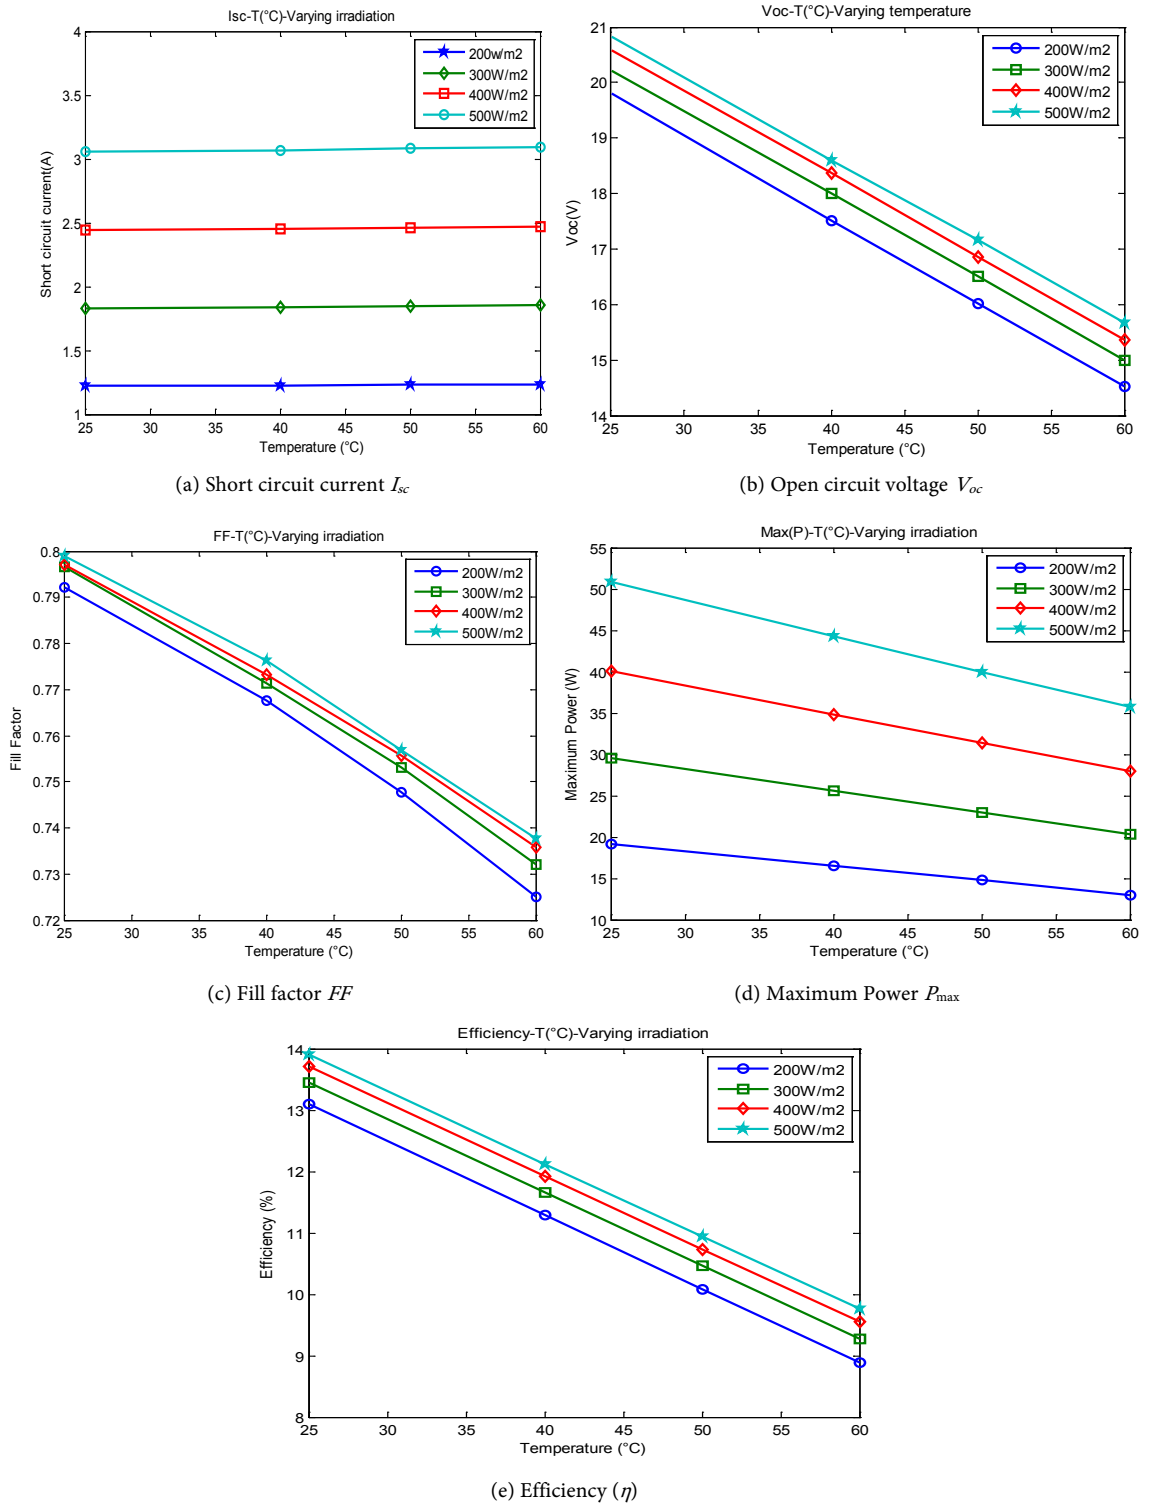 Isc-T(°C)-Varying irradiation
4
3.5
3
2.5
2
1.5
1
Short circuit current(A)
200w/m2
300W/m2
400W/m2
500W/m2
25 30 35 40 45 50 55 60
Temperature (°C)
(a) Short circuit current Isc
Voc-T(°C)-Varying temperature
21
20
19
18
17
16
15
14
Voc(V)
200W/m2
300W/m2
400W/m2
500W/m2
25 30 35 40 45 50 55 60
Temperature (°C)
(b) Open circuit voltage Voc
FF-T(°C)-Varying irradiation
0.8
0.79
0.78
0.77
0.76
0.75
0.74
0.73
0.72
Fill Factor
200W/m2
300W/m2
400W/m2
500W/m2
25 30 35 40 45 50 55 60
Temperature (°C)
(c) Fill factor FF
Max(P)-T(°C)-Varying irradiation
55
50
45
40
35
30
25
20
15
10
Maximum Power (W)
200W/m2
300W/m2
400W/m2
500W/m2
25 30 35 40 45 50 55 60
Temperature (°C)
(d) Maximum Power Pmax
Efficiency-T(°C)-Varying irradiation
14
13
12
11
10
9
8
Efficiency (%)
200W/m2
300W/m2
400W/m2
500W/m2
25 30 35 40 45 50 55 60
Temperature (°C)
(e) Efficiency (η)